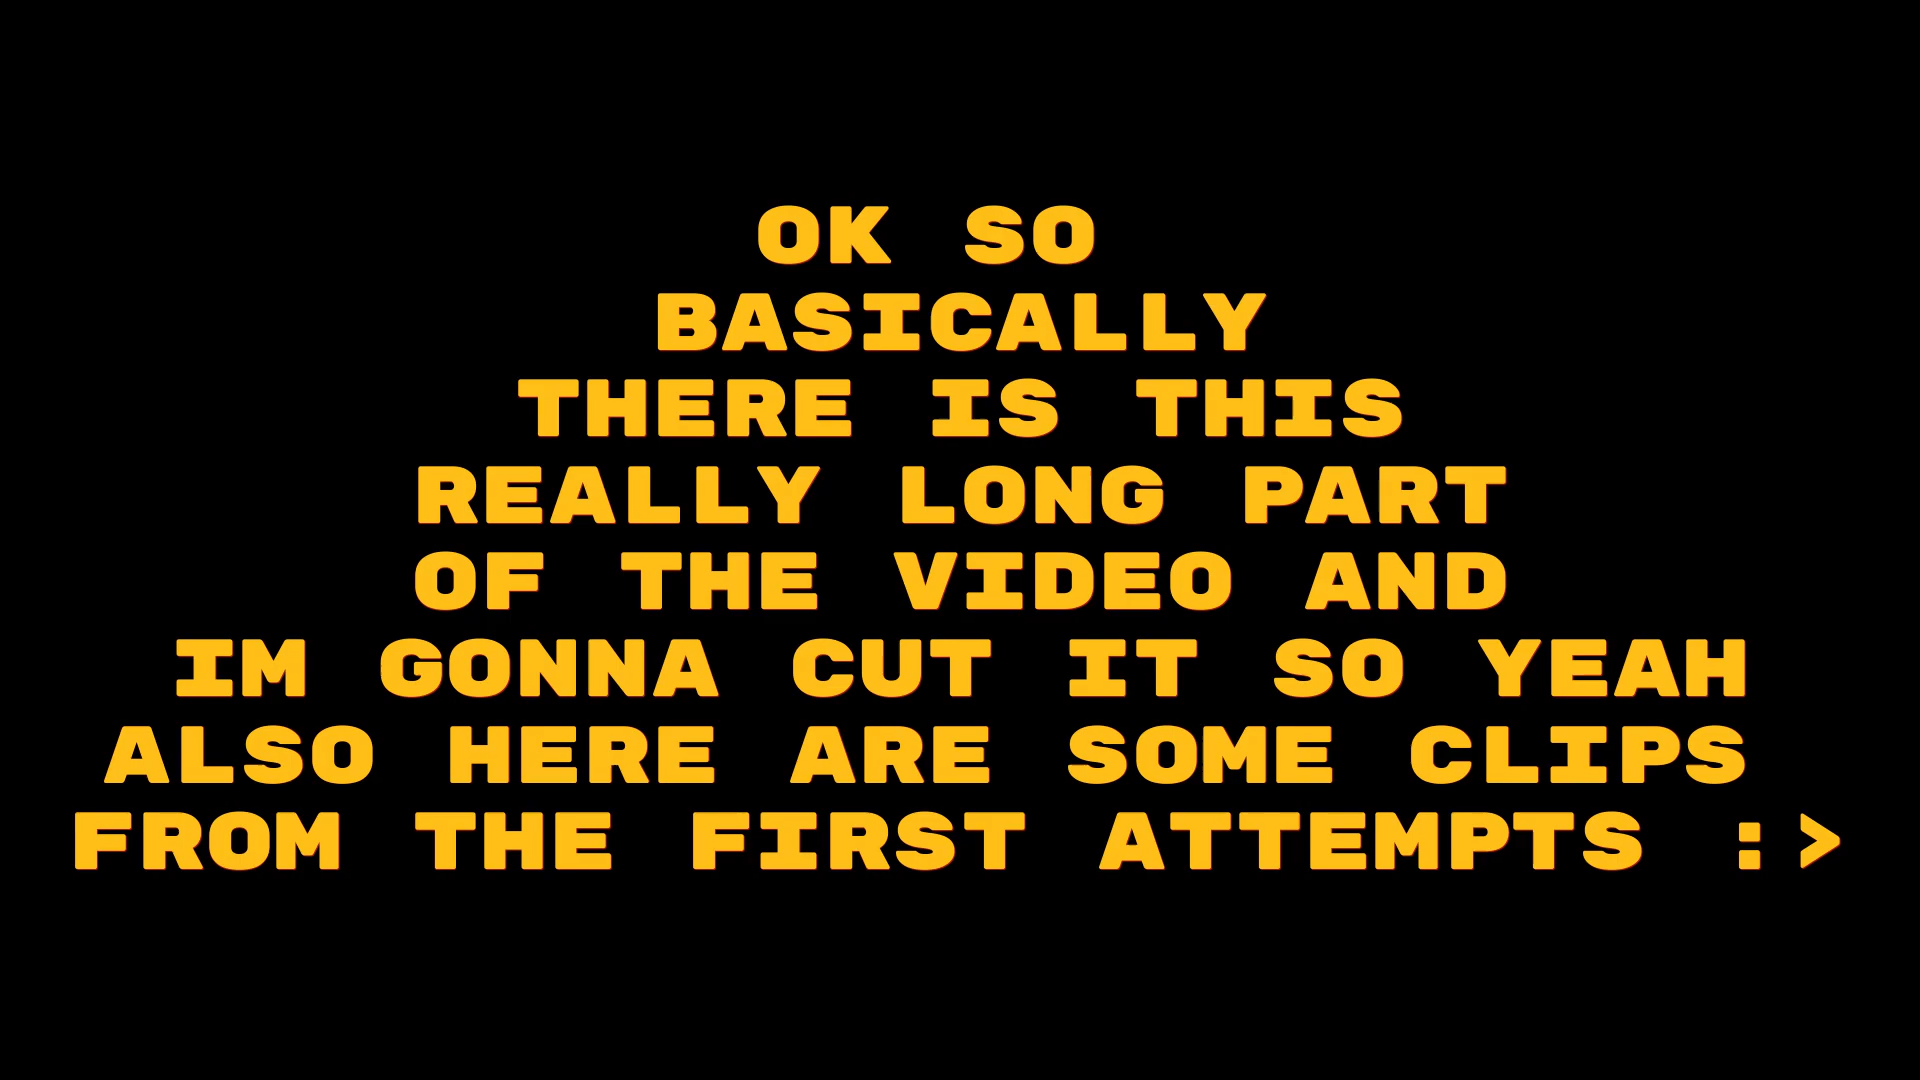 OK SO
BASICALLY
THERE IS THIS
REALLY LONG PART
OF THE VIDEO AND
IM GONNA CUT IT SO YEAH
ALSO HERE ARE SOME CLIPS
FROM THE FIRST ATTEMPTS :>